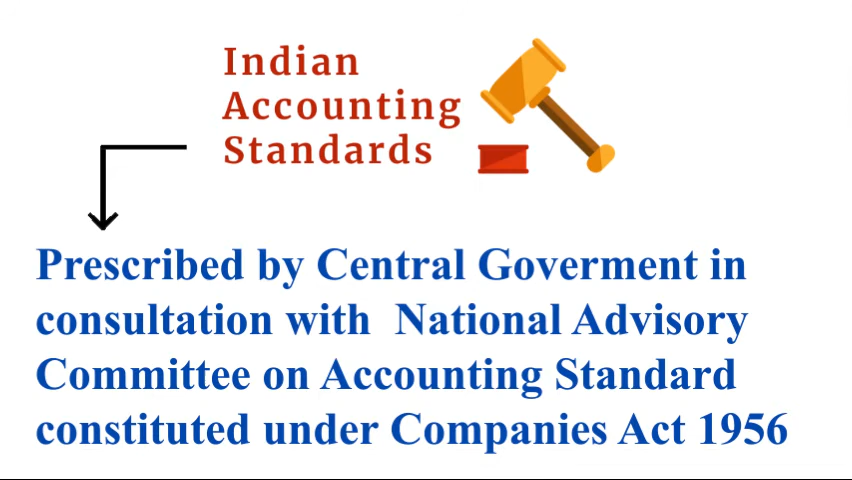 Indian
Accounting
Standards
Prescribed by Central Goverment in
consultation with National Advisory
Committee on Accounting Standard
constituted under Companies Act 1956